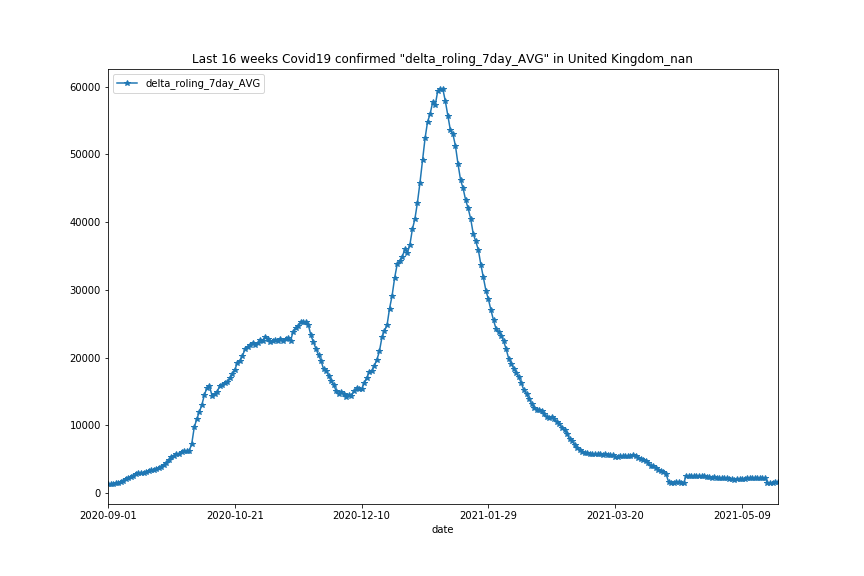 Last 16 weeks Covid19 confirmed "delta_roling_7day_AVG" in United Kingdom_nan
delta_roling_7day_AVG
60000
50000
40000
30000
20000
10000
0
2020-09-01 2020-10-21 2020-12-10 2021-01-29 2021-03-20 2021-05-09
date